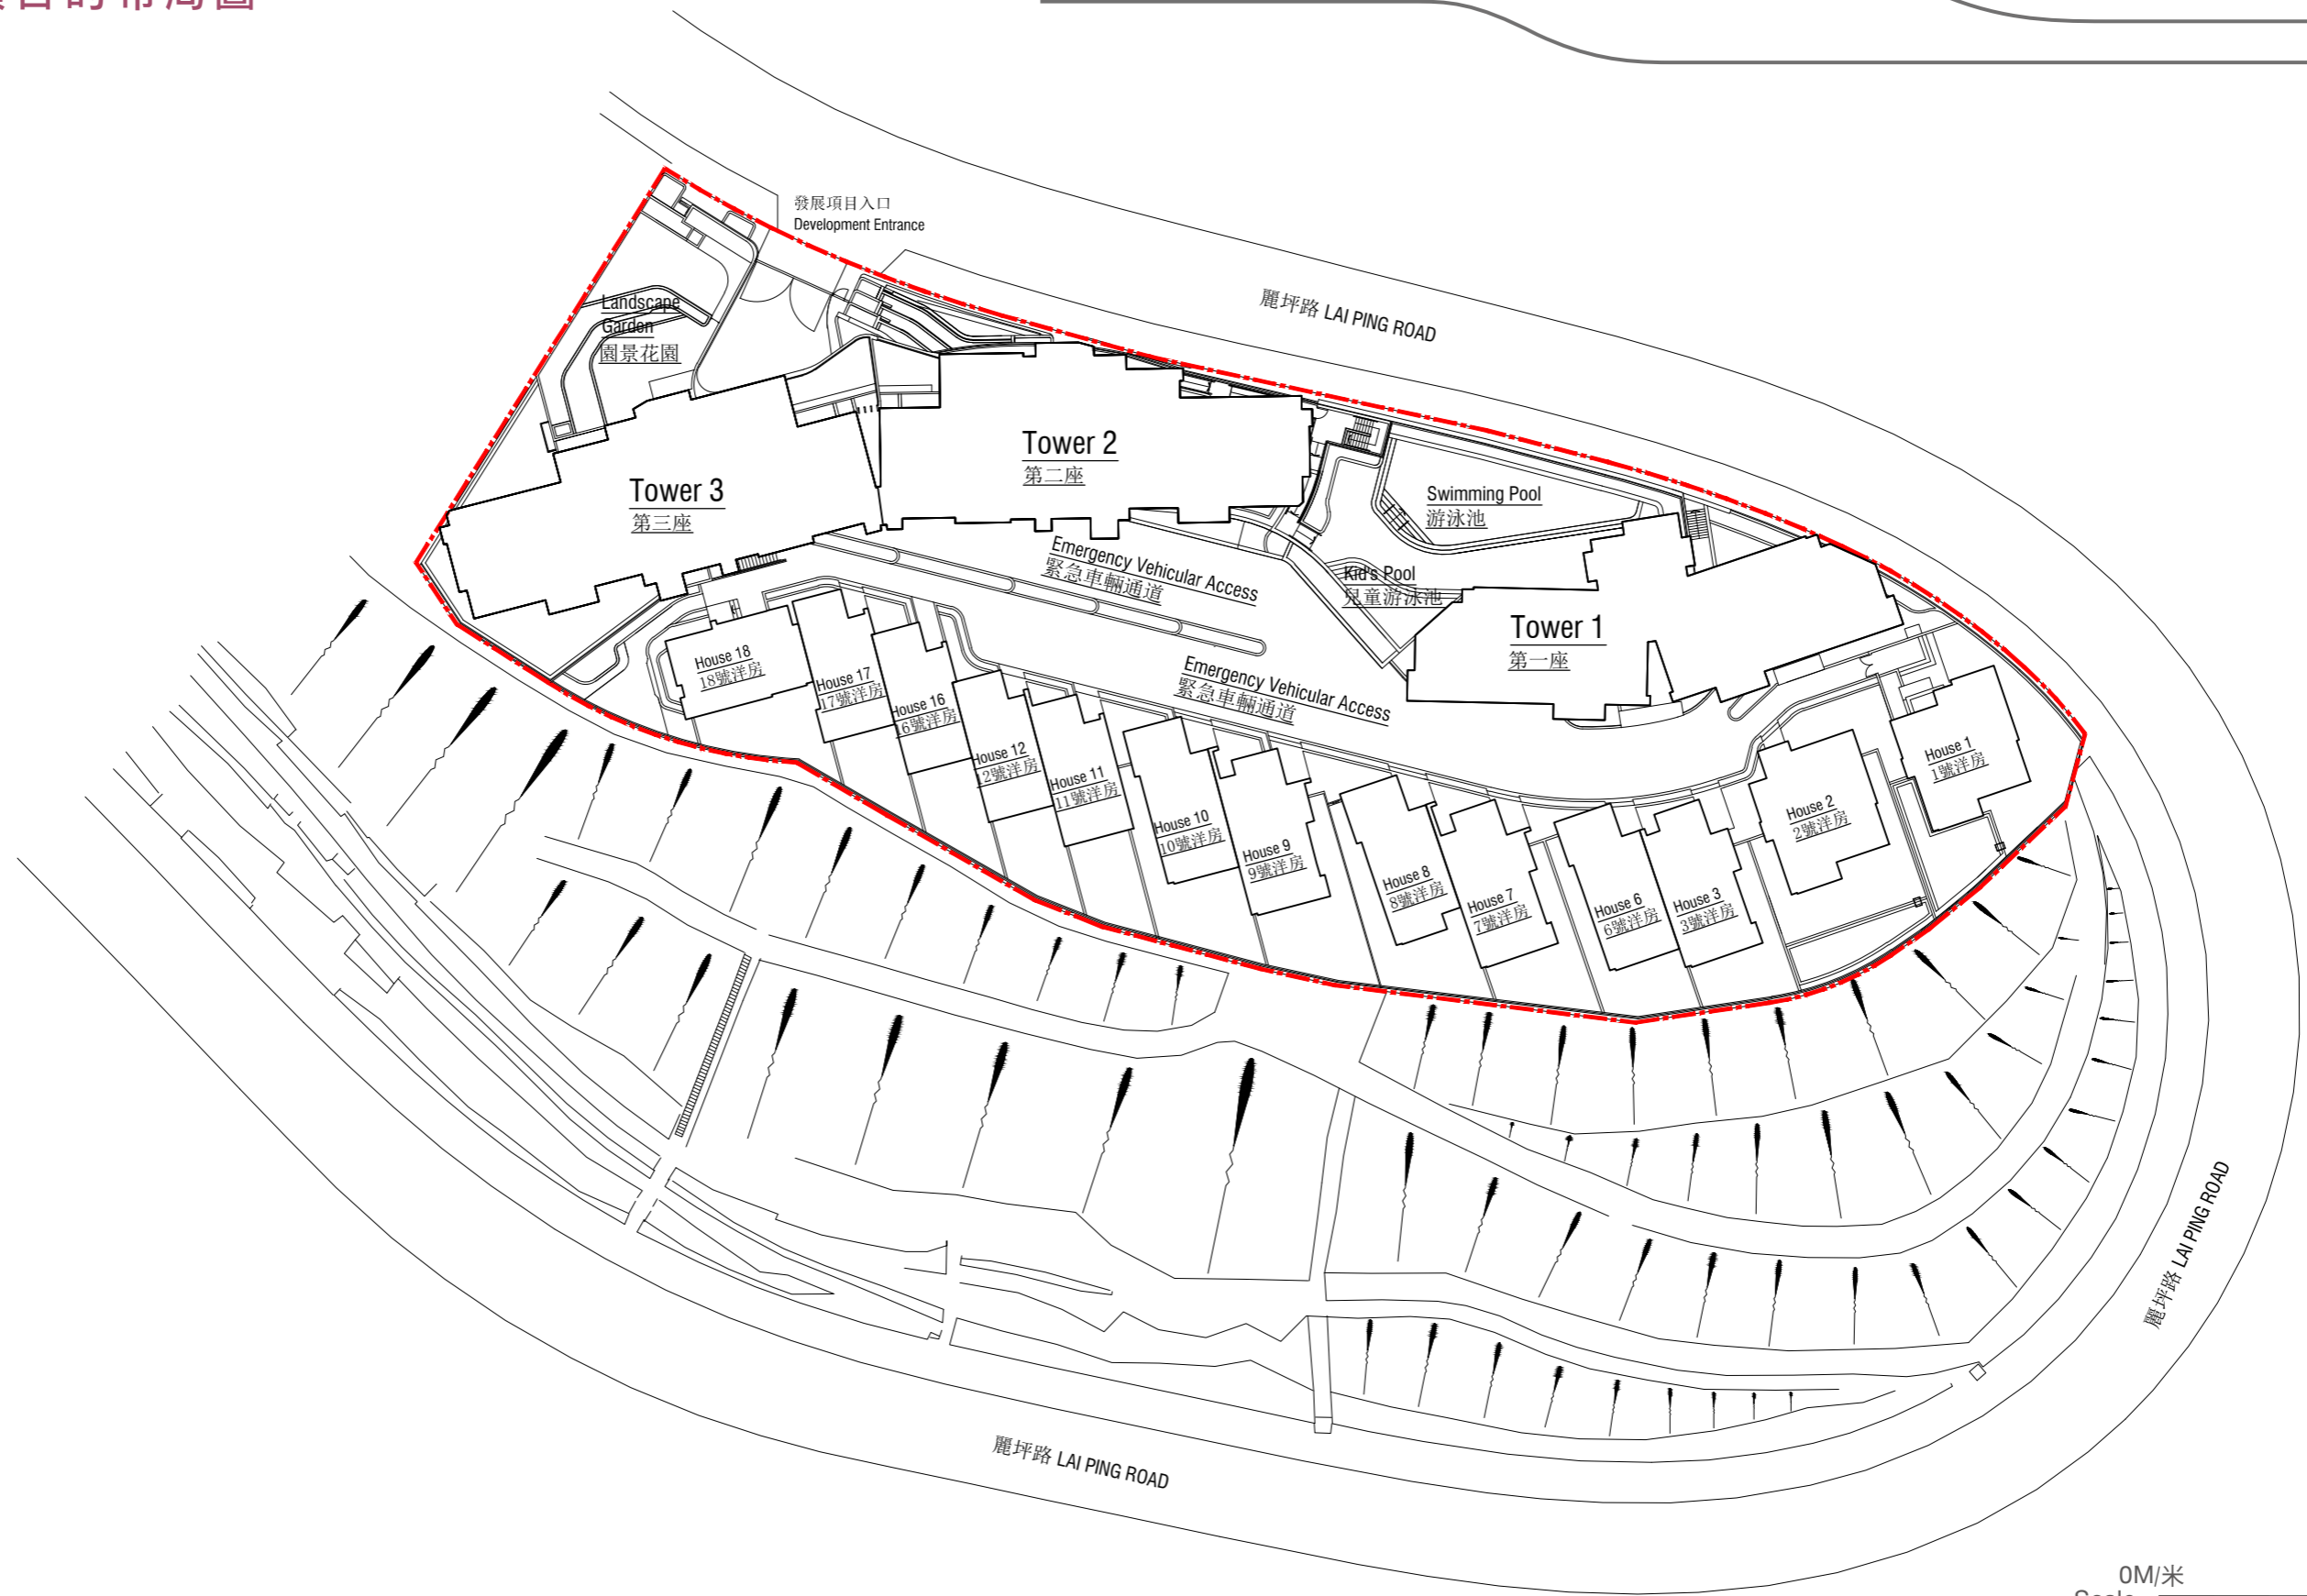 項目的布局圖
發展項目入口
Development Entrance
麗坪路 LAI PING ROAD
Landscape
Garden
園景花園
Tower 2
第二座
Tower 3
第三座
Swimming Pool
游泳池
Emergency Vehicular Access
緊急車輛通道
Kid's Pool
兒童游泳池
Tower 1
第一座
Emergency Vehicular Access
緊急車輛通道
House 18
18號洋房
House 17
17號洋房
House 16
16號洋房
House 12
12號洋房
House 11
11號洋房
House 10
10號洋房
House 9
9號洋房
House 8
8號洋房
House 7
7號洋房
House 6
6號洋房
House 3
3號洋房
House 2
2號洋房
House 1
1號洋房
麗坪路 LAI PING ROAD
麗坪路 LAI PING ROAD
0M/米
Scale